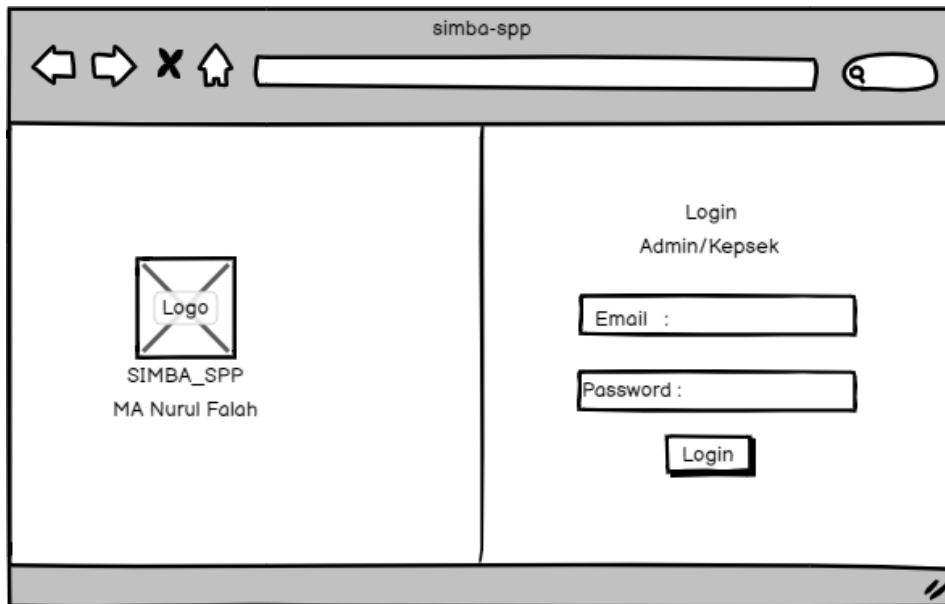 simba-spp
Logo
SIMBA_SPP
MA Nurul Falah
Login
Admin/Kepsek
Email :
Password :
Login